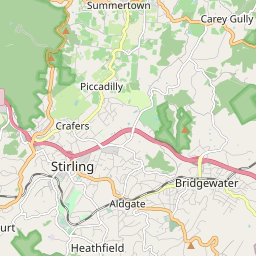 Summertown
Carey Gully
Piccadilly
Crafers
Stirling
Bridgewater
Aldgate
urt
Heathfield